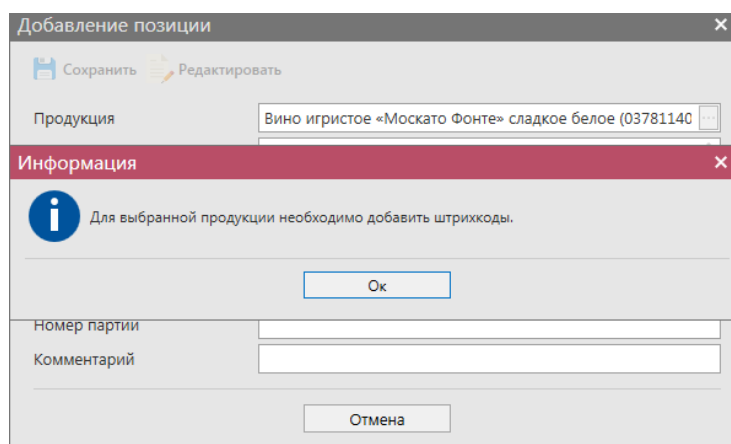 Добавление позиции
Сохранить Редактировать
Продукция Вино игристое «Москато Фонте» сладкое белое (03781140
Информация
Для выбранной продукции необходимо добавить штрихкоды.
Ок
Номер партии
Комментарий
Отмена